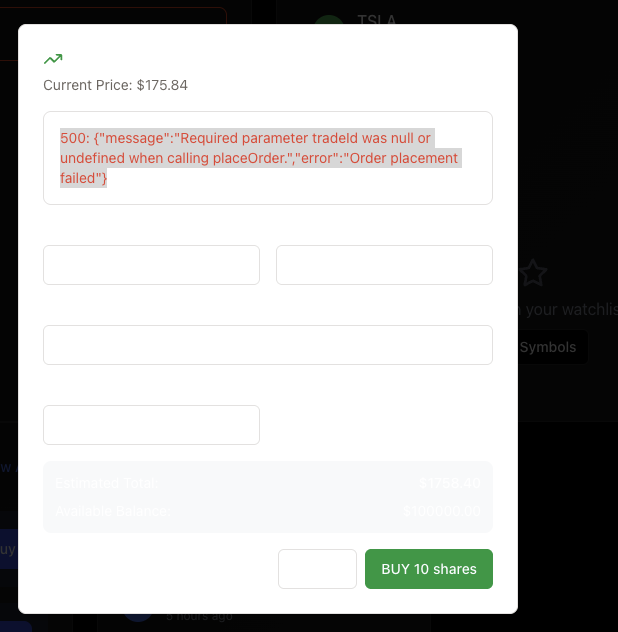 TSLA
Current Price: $175.84
500: {"message":"Required parameter tradeId was null or
undefined when calling placeOrder.","error":"Order placement
failed"}
your watchlis
Symbols
Estimated Total: $1758.40
Available Balance: $100000.00
uy
BUY 10 shares
5 hours ago